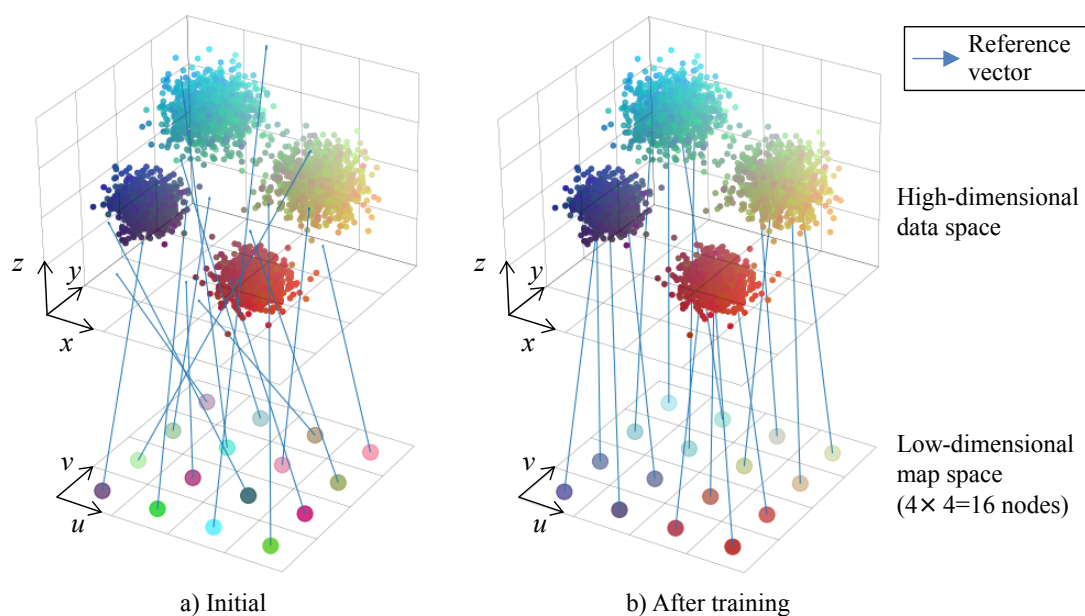 Reference
vector
z
y
x
z
y
x
High-dimensional
data space
v
u
v
u
Low-dimensional
map space
(4× 4=16 nodes)
a) Initial
b) After training